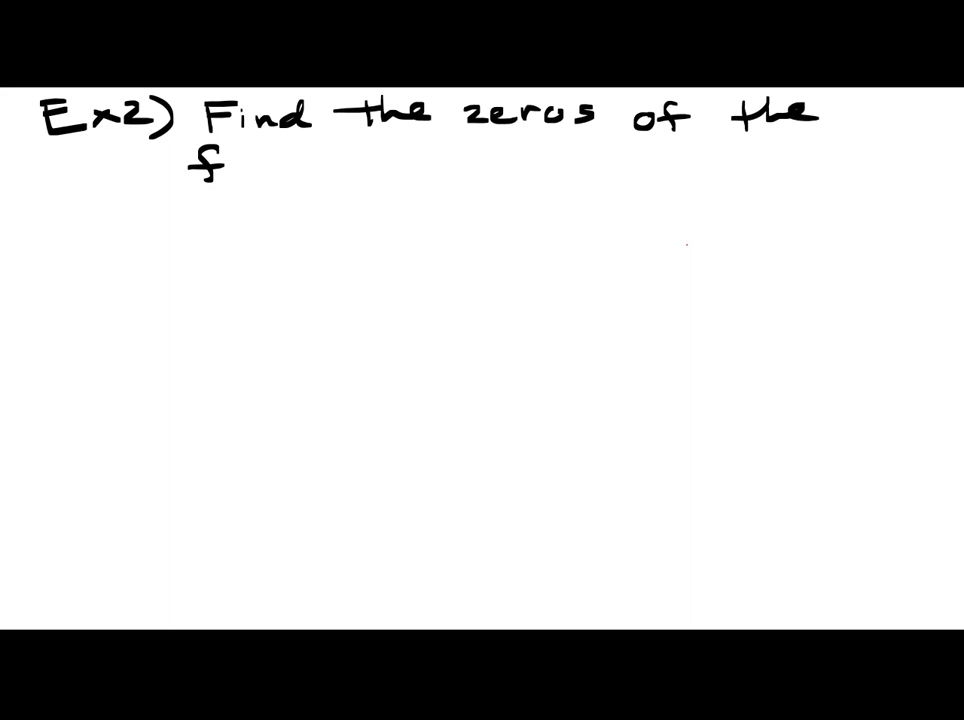 Ex2) Find the zeros of the
f